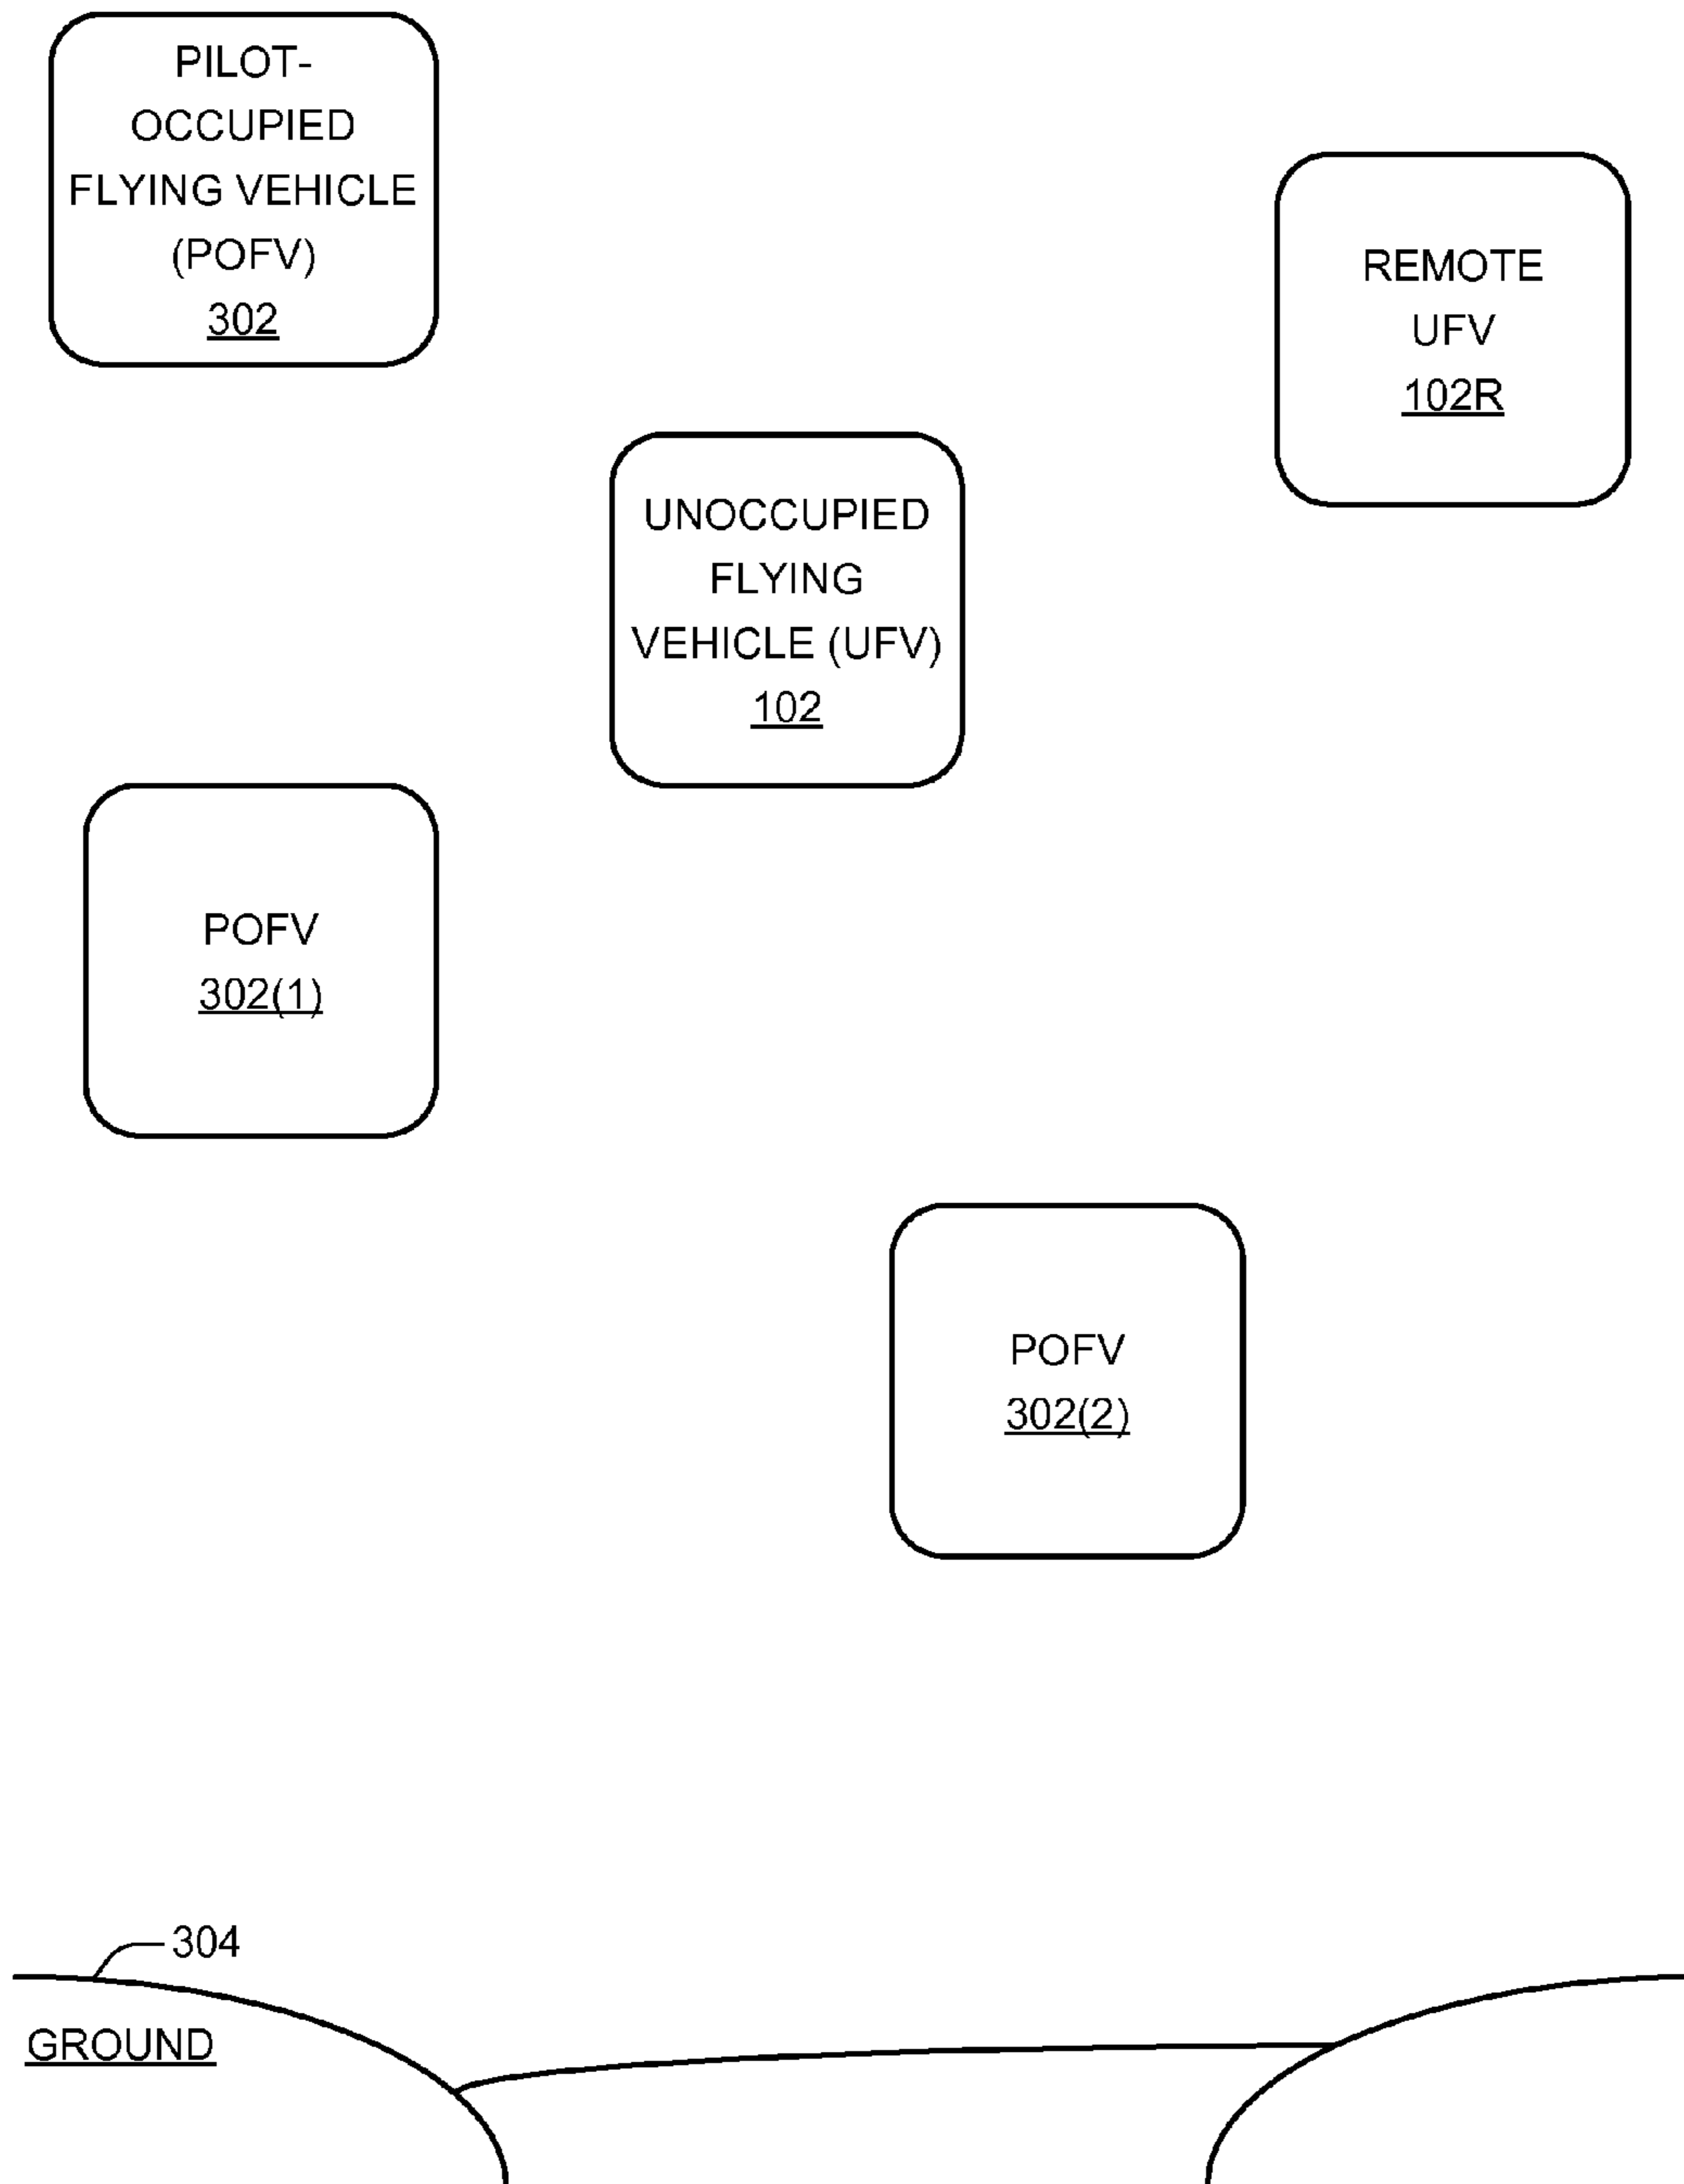 PILOT-
OCCUPIED
FLYING VEHICLE
(POFV)
302
REMOTE
UFV
102R
UNOCCUPIED
FLYING
VEHICLE (UFV)
102
POFV
302(1)
POFV
302(2)
304
GROUND